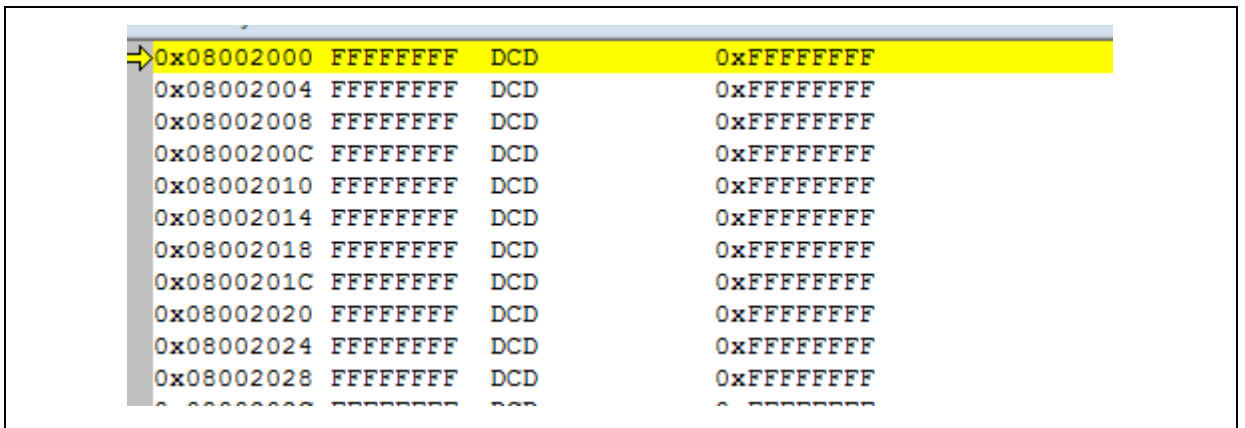 0x08002000 FFFFFFFF DCD 0xFFFFFFFF
0x08002004 FFFFFFFF DCD 0xFFFFFFFF
0x08002008 FFFFFFFF DCD 0xFFFFFFFF
0x0800200C FFFFFFFF DCD 0xFFFFFFFF
0x08002010 FFFFFFFF DCD 0xFFFFFFFF
0x08002014 FFFFFFFF DCD 0xFFFFFFFF
0x08002018 FFFFFFFF DCD 0xFFFFFFFF
0x0800201C FFFFFFFF DCD 0xFFFFFFFF
0x08002020 FFFFFFFF DCD 0xFFFFFFFF
0x08002024 FFFFFFFF DCD 0xFFFFFFFF
0x08002028 FFFFFFFF DCD 0xFFFFFFFF